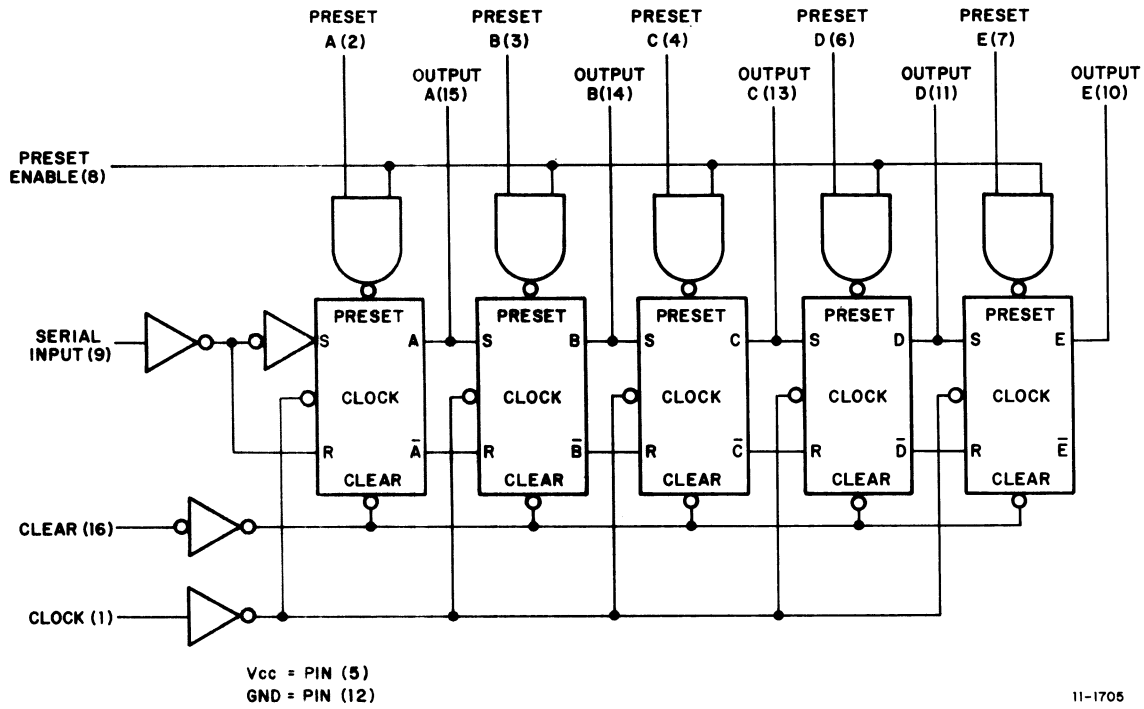 PRESET A(2)
PRESET B(3)
PRESET C(4)
PRESET D(6)
PRESET E(7)
OUTPUT A(15)
OUTPUT B(14)
OUTPUT C(13)
OUTPUT D(11)
OUTPUT E(10)
PRESET
ENABLE(8)
PRESET PRESET PRESET PRESET PRESET
SERIAL
INPUT(9)
S A S B S C S D S E
CLOCK CLOCK CLOCK CLOCK CLOCK
R A̅ R B̅ R C̅ R D̅ R E̅
CLEAR CLEAR CLEAR CLEAR CLEAR
CLEAR (16)
CLOCK (1)
Vcc = PIN (5)
GND = PIN (12)
11-1705